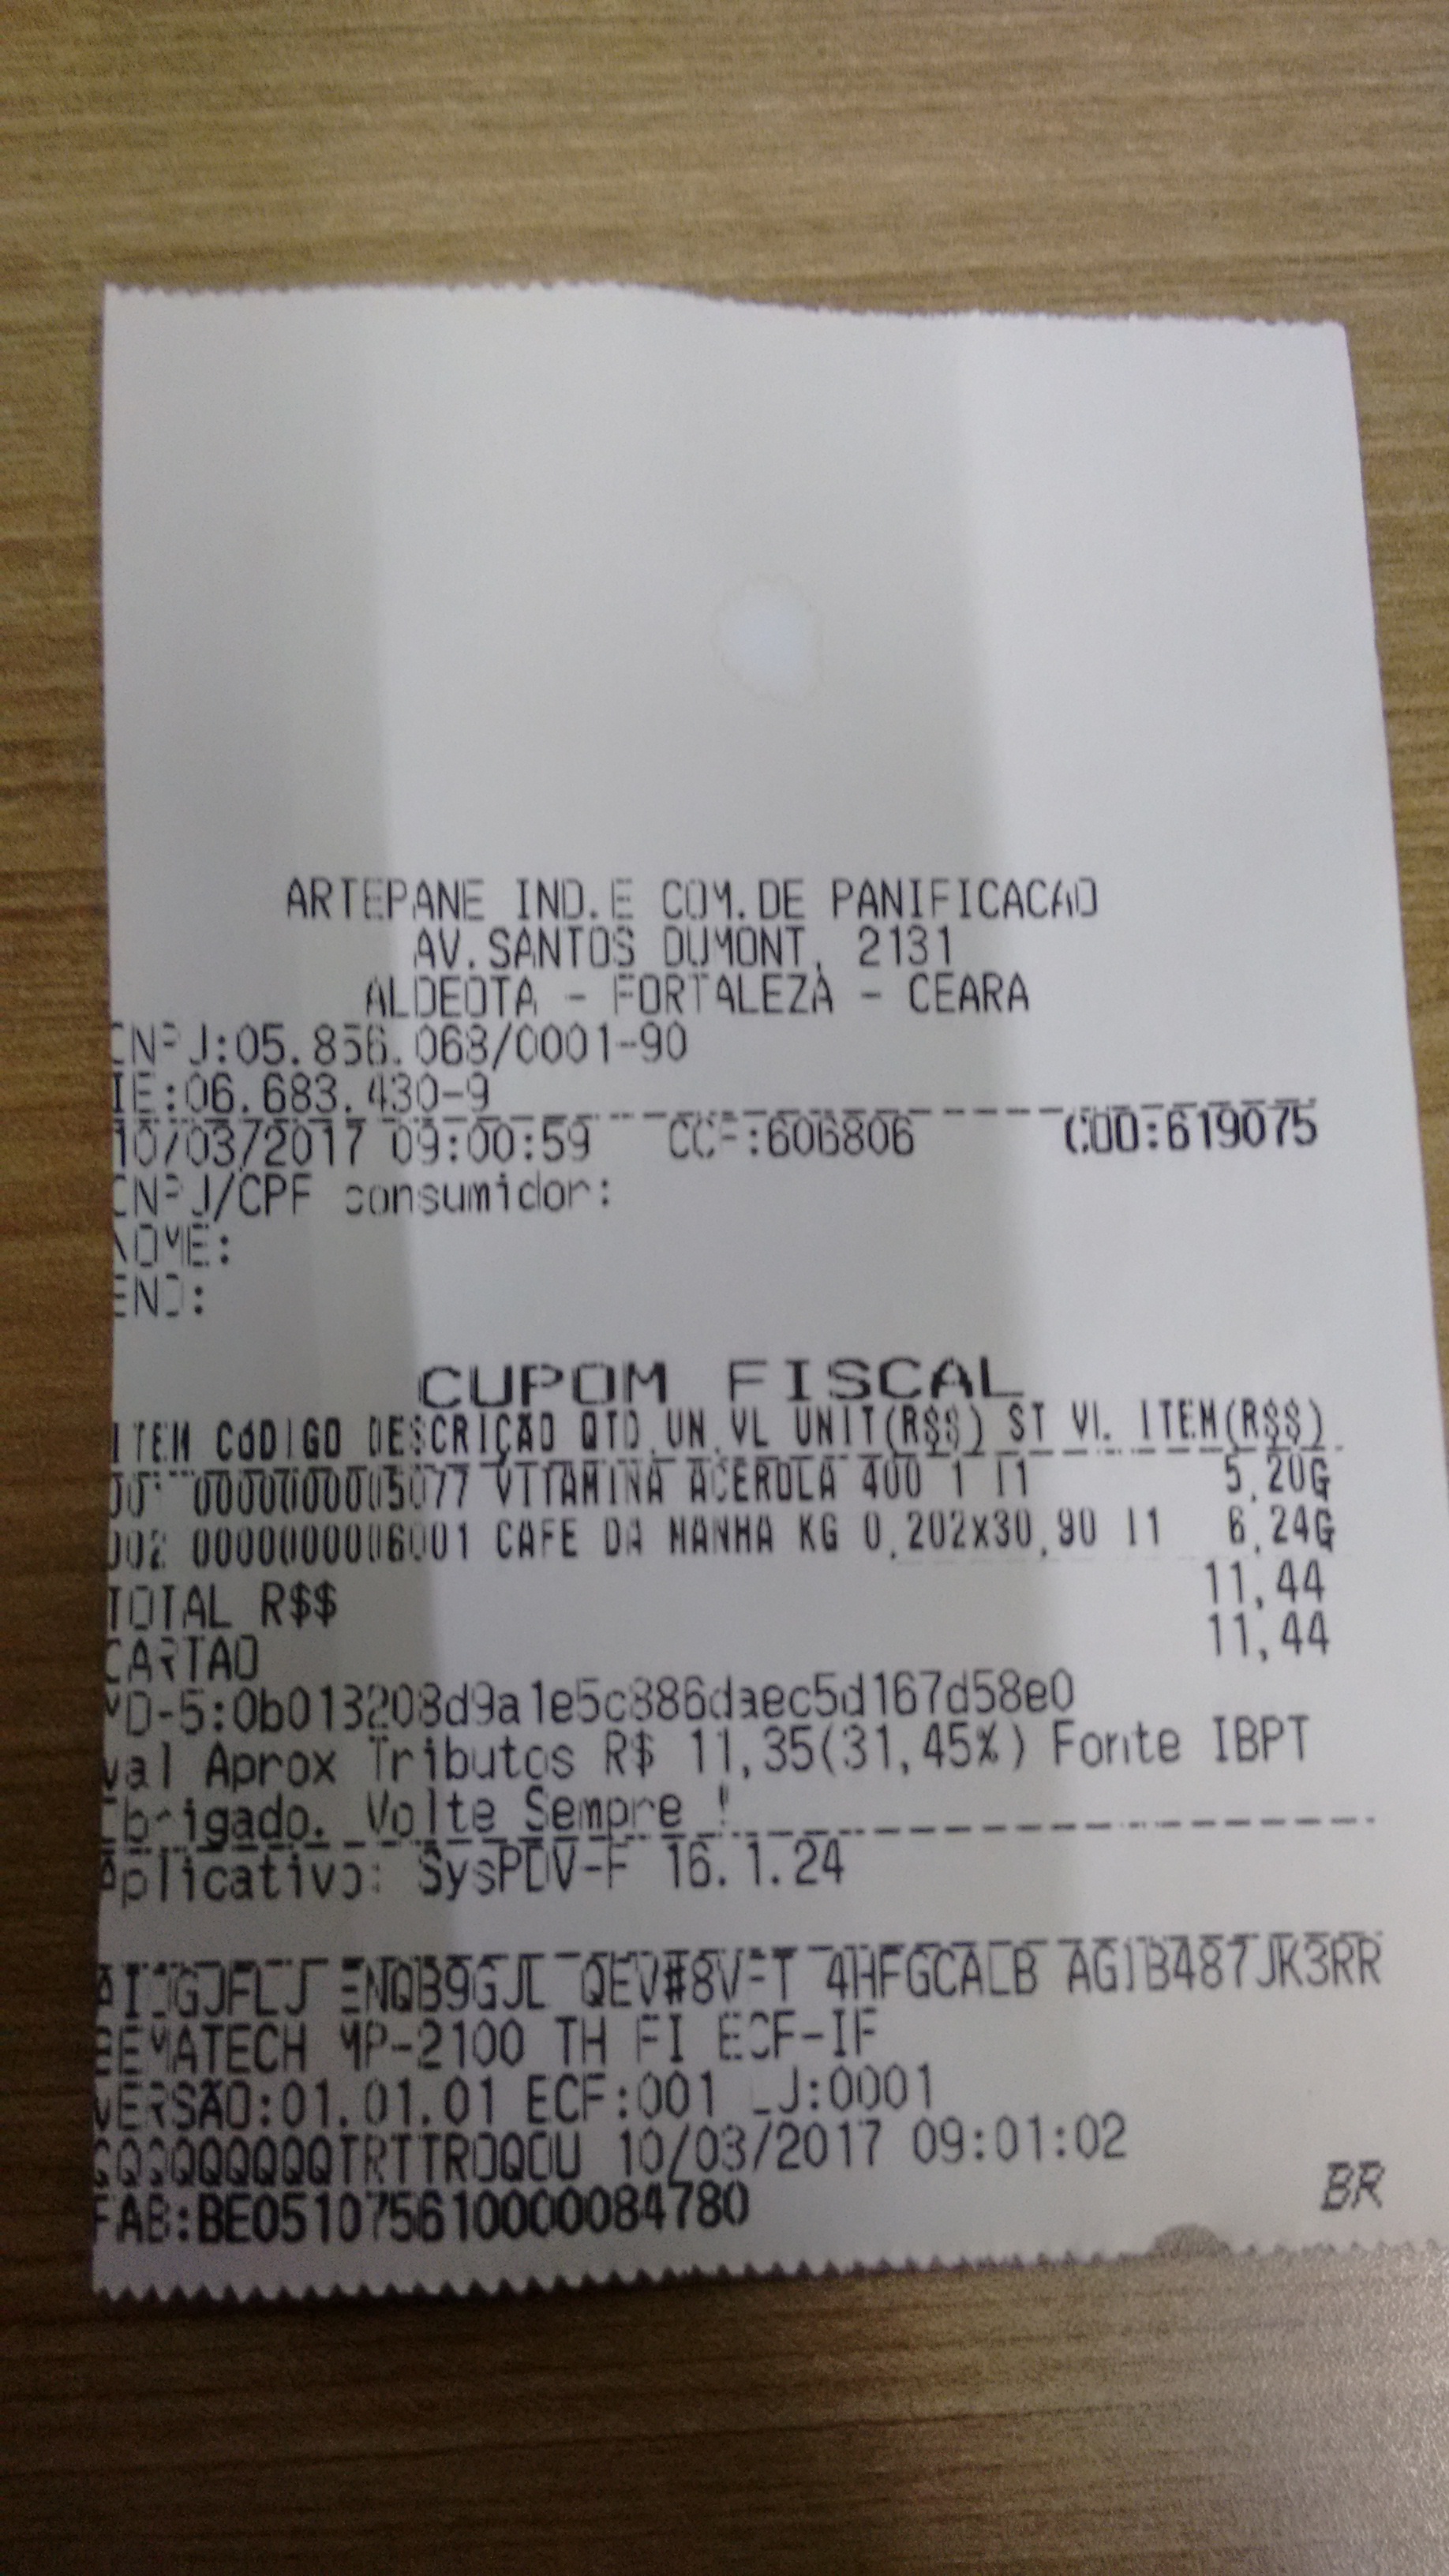 ARTEPANE IND.E COM.DE PANIFICACAO
AV.SANTOS DUMONT, 2131
ALDEOTA - FORTALEZA - CEARA
CNPJ:05.856.068/0001-90
IE:06.683.430-9
10/03/2017 09:00:59 CCF:606806 COO:619075
CNPJ/CPF consumidor:
NOME:
END:
CUPOM FISCAL
ITEM CÓDIGO DESCRIÇÃO QTD.UN.VL UNIT(R$) ST VL ITEM(R$)
001 0000000005077 VITAMINA ACEROLA 400 1 I1 5,20G
002 0000000006001 CAFE DA MANHA KG 0,202x30,90 I1 6,24G
TOTAL R$ 11,44
CARTAO 11,44
MD-5:0b013208d9a1e5c886daec5d167d58e0
Val Aprox Tributos R$ 11,35(31,45%) Fonte IBPT
Obrigado. Volte Sempre !
Aplicativo: SysPDV-F 16.1.24
4HFGCALB
BEMATECH MP-2100 TH FI ECF-IF
VERSÃO:01.01.01 ECF:001 LJ:0001
10/03/2017 09:01:02
FAB:BE051075610000084780 BR